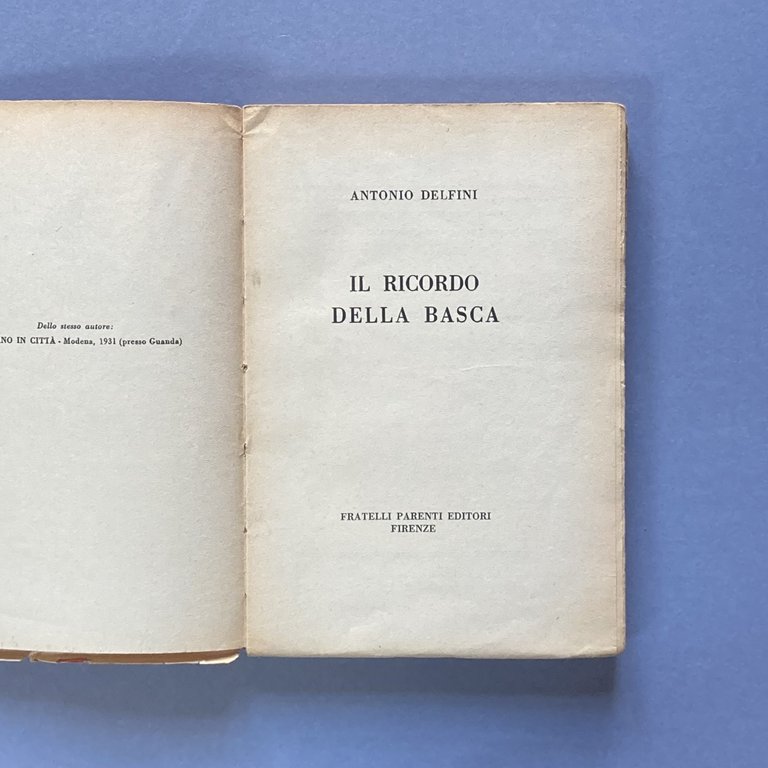 Dello stesso autore:
NO IN CITTÀ - Modena, 1931 (presso Guanda)
ANTONIO DELFINI
IL RICORDO
DELLA BASCA
FRATELLI PARENTI EDITORI
FIRENZE